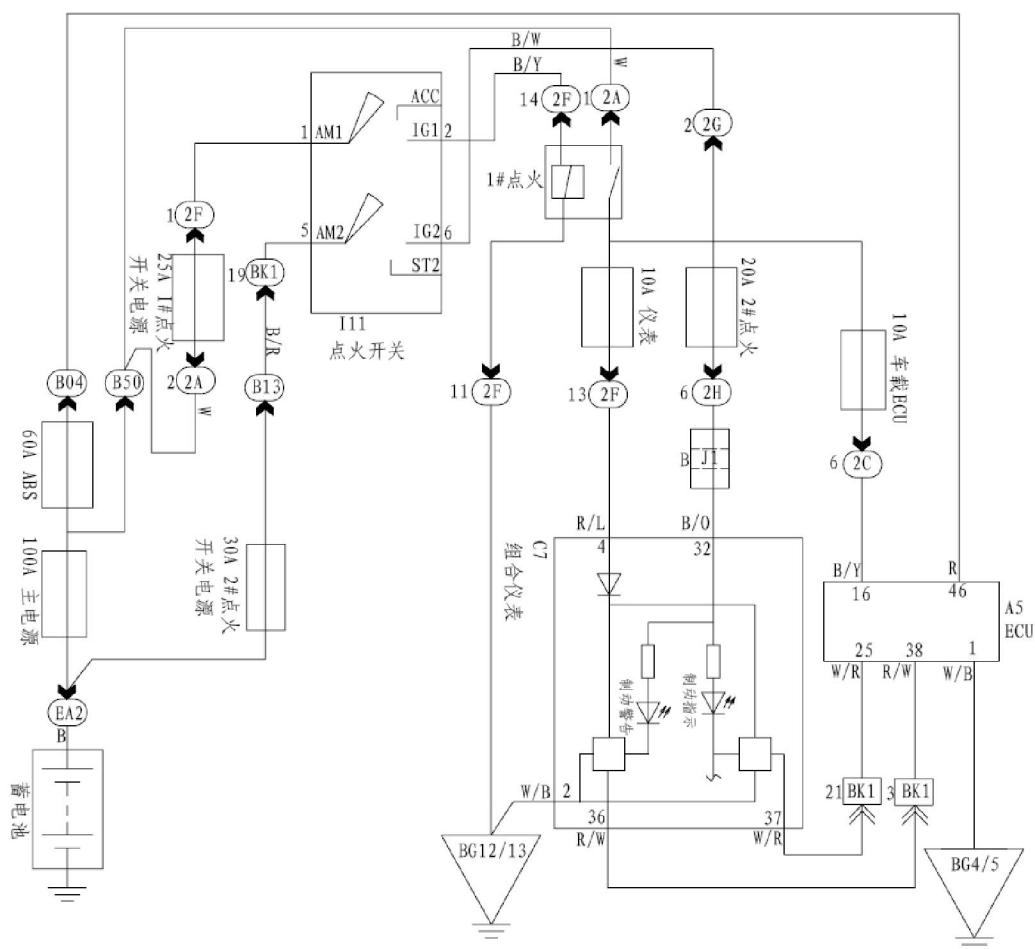 B/W
W
B/Y
ACC
14
2F
1
2A
1
AM1
IG1
2
2
2G
1#点火
5
AM2
IG2
6
ST2
1
2F
19
BK1
I11
点火开关
25A 1#点火
开关电源
B/R
10A 仪表
20A 2#点火
10A 车载ECU
B04
B50
2
2A
W
B13
11
2F
13
2F
6
2H
60A ABS
B
J1
6
2C
100A 主电源
30A 2#点火
开关电源
R/L
B/O
C7
组合仪表
4
32
B/Y
R
16
46
A5
ECU
25
38
1
W/R
R/W
W/B
制动警告
制动指示
EA2
B
蓄电池
W/B
2
36
37
R/W
W/R
21
BK1
3
BK1
BG12/13
BG4/5